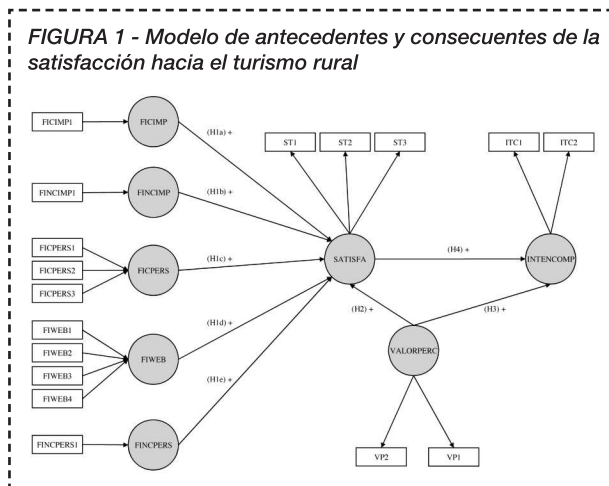 FIGURA 1 - Modelo de antecedentes y consecuentes de la
satisfacción hacia el turismo rural
FICIMP1
FICIMP
(H1a) +
ST1
ST2
ST3
ITC1
ITC2
FINCIMP1
FINCIMP
(H1b) +
FICPERS1
FICPERS2
FICPERS3
FICPERS
(H1c) +
SATISFA
(H4) +
INTENCOMP
FIWEB1
FIWEB2
FIWEB3
FIWEB4
FIWEB
(H1d) +
(H2) +
(H3) +
VALORPERC
FINCPERS1
FINCPERS
(H1e) +
VP2
VP1